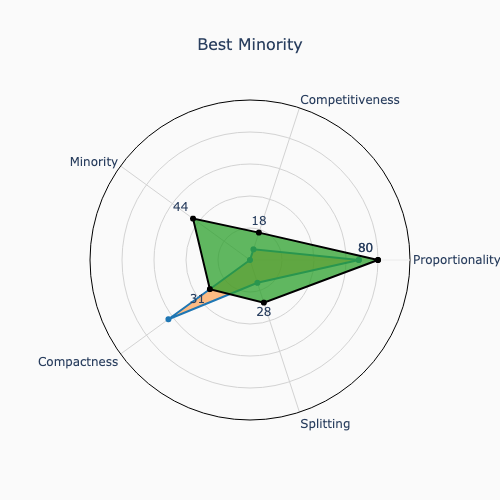 Best Minority
Competitiveness
Minority
44
18
80
Proportionality
31
28
Compactness
Splitting